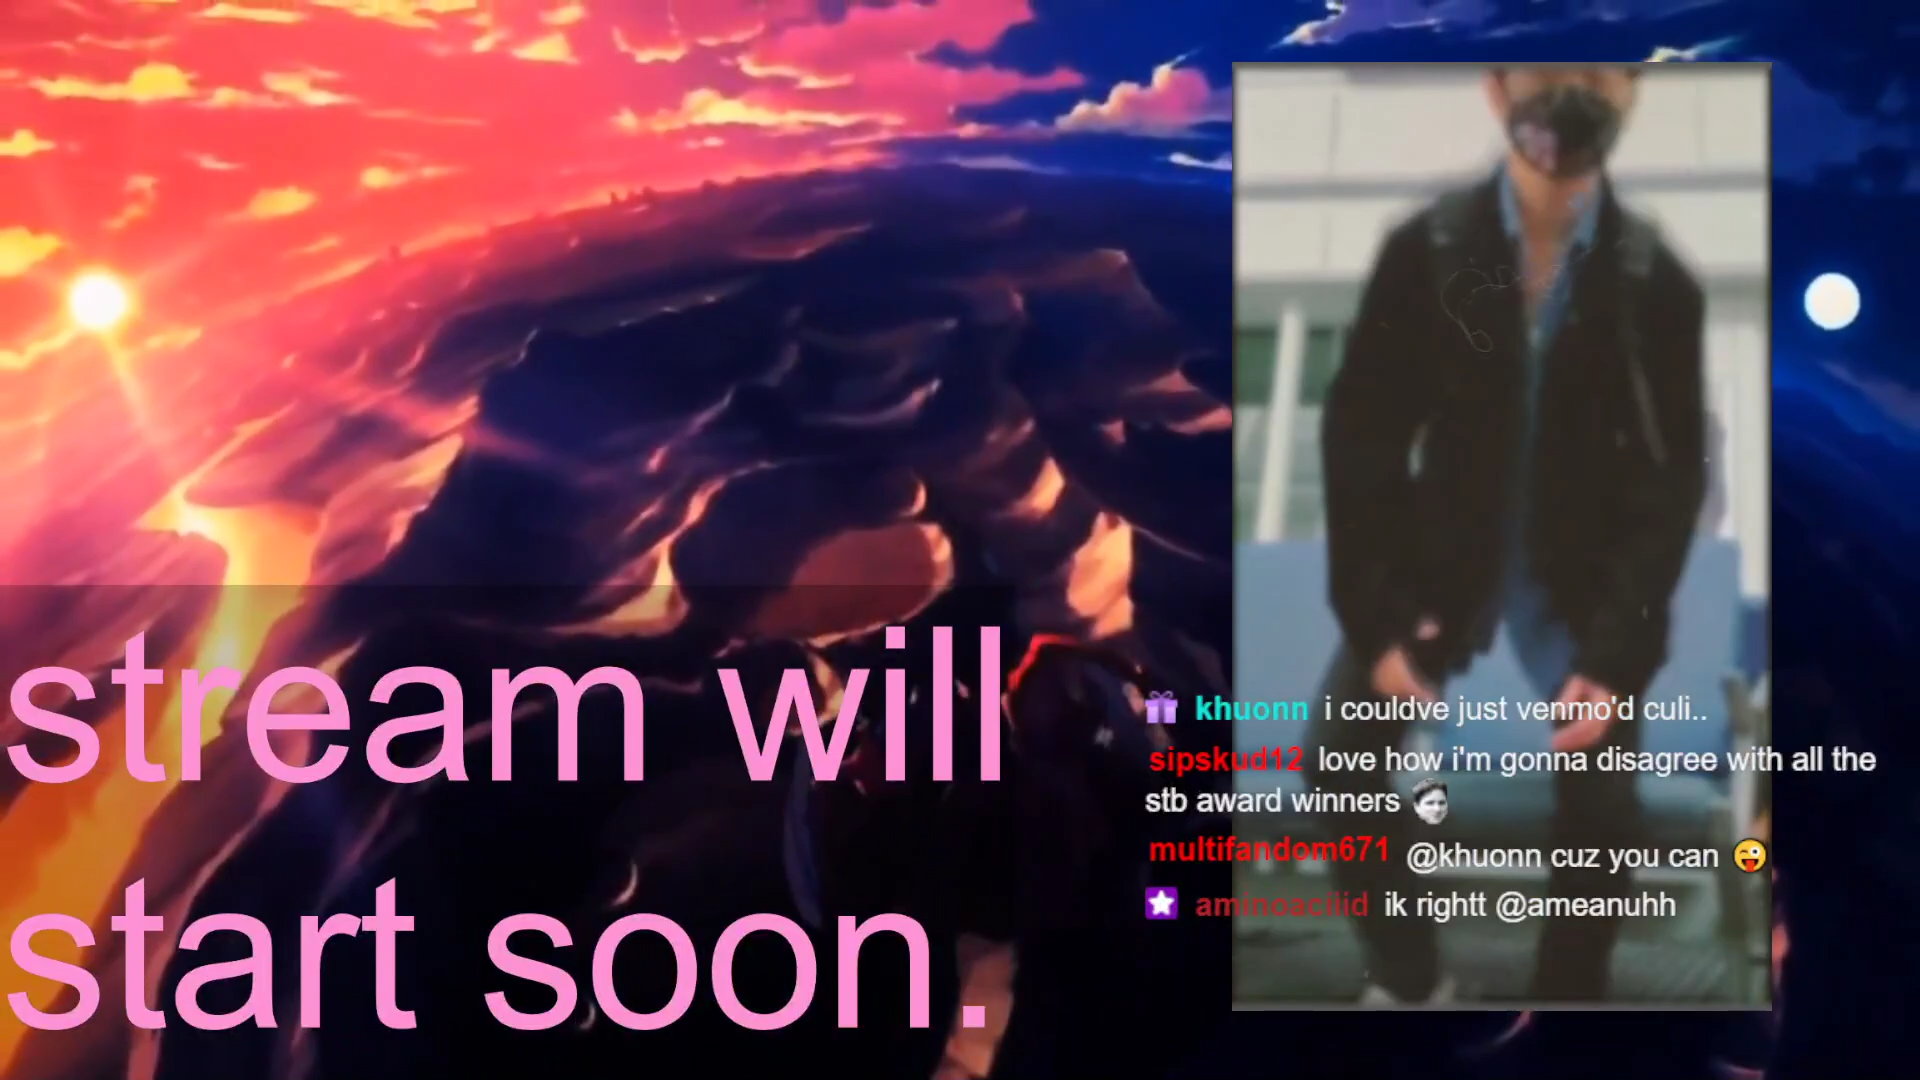 stream will
start soon.
khuonn i couldve just venmo'd culi..
sipskud12 love how i'm gonna disagree with all the
stb award winners
multifandom671 @khuonn cuz you can
aminoaciiid ik rightt @ameanuhh